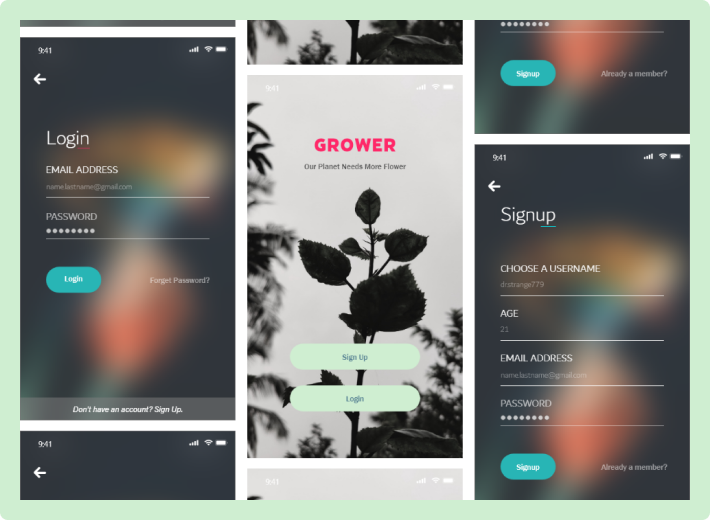 9:41
Login
EMAIL ADDRESS
name.lastname@gmail.com
PASSWORD
Login
Forget Password?
Don't have an account? Sign Up.
9:41
9:41
GROWER
Our Planet Needs More Flower
Sign Up
Login
9:41
Signup
Already a member?
9:41
Signup
CHOOSE A USERNAME
drstrange779
AGE
21
EMAIL ADDRESS
name.lastname@gmail.com
PASSWORD
Signup
Already a member?